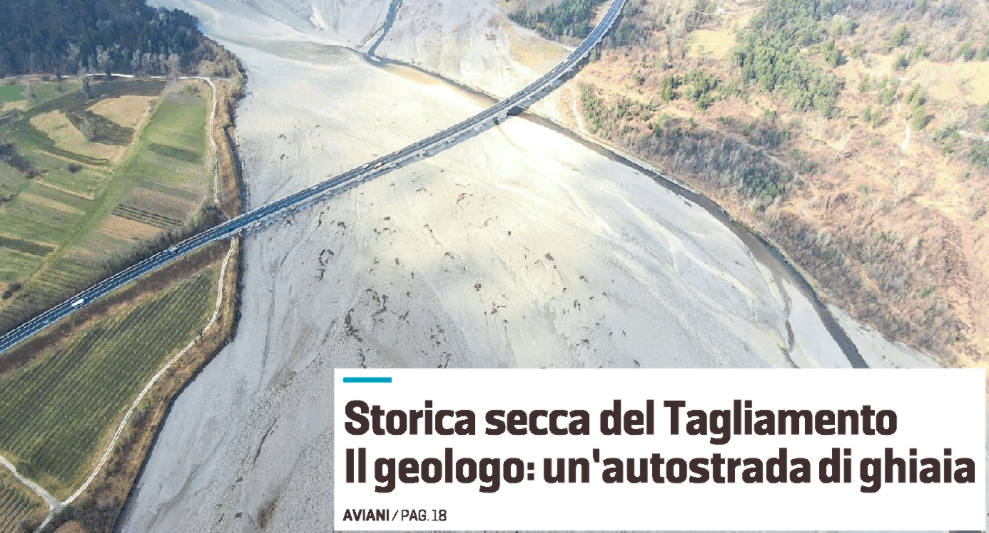 Storica secca del Tagliamento
Il geologo: un'autostrada di ghiaia
AVIANI / PAG. 18